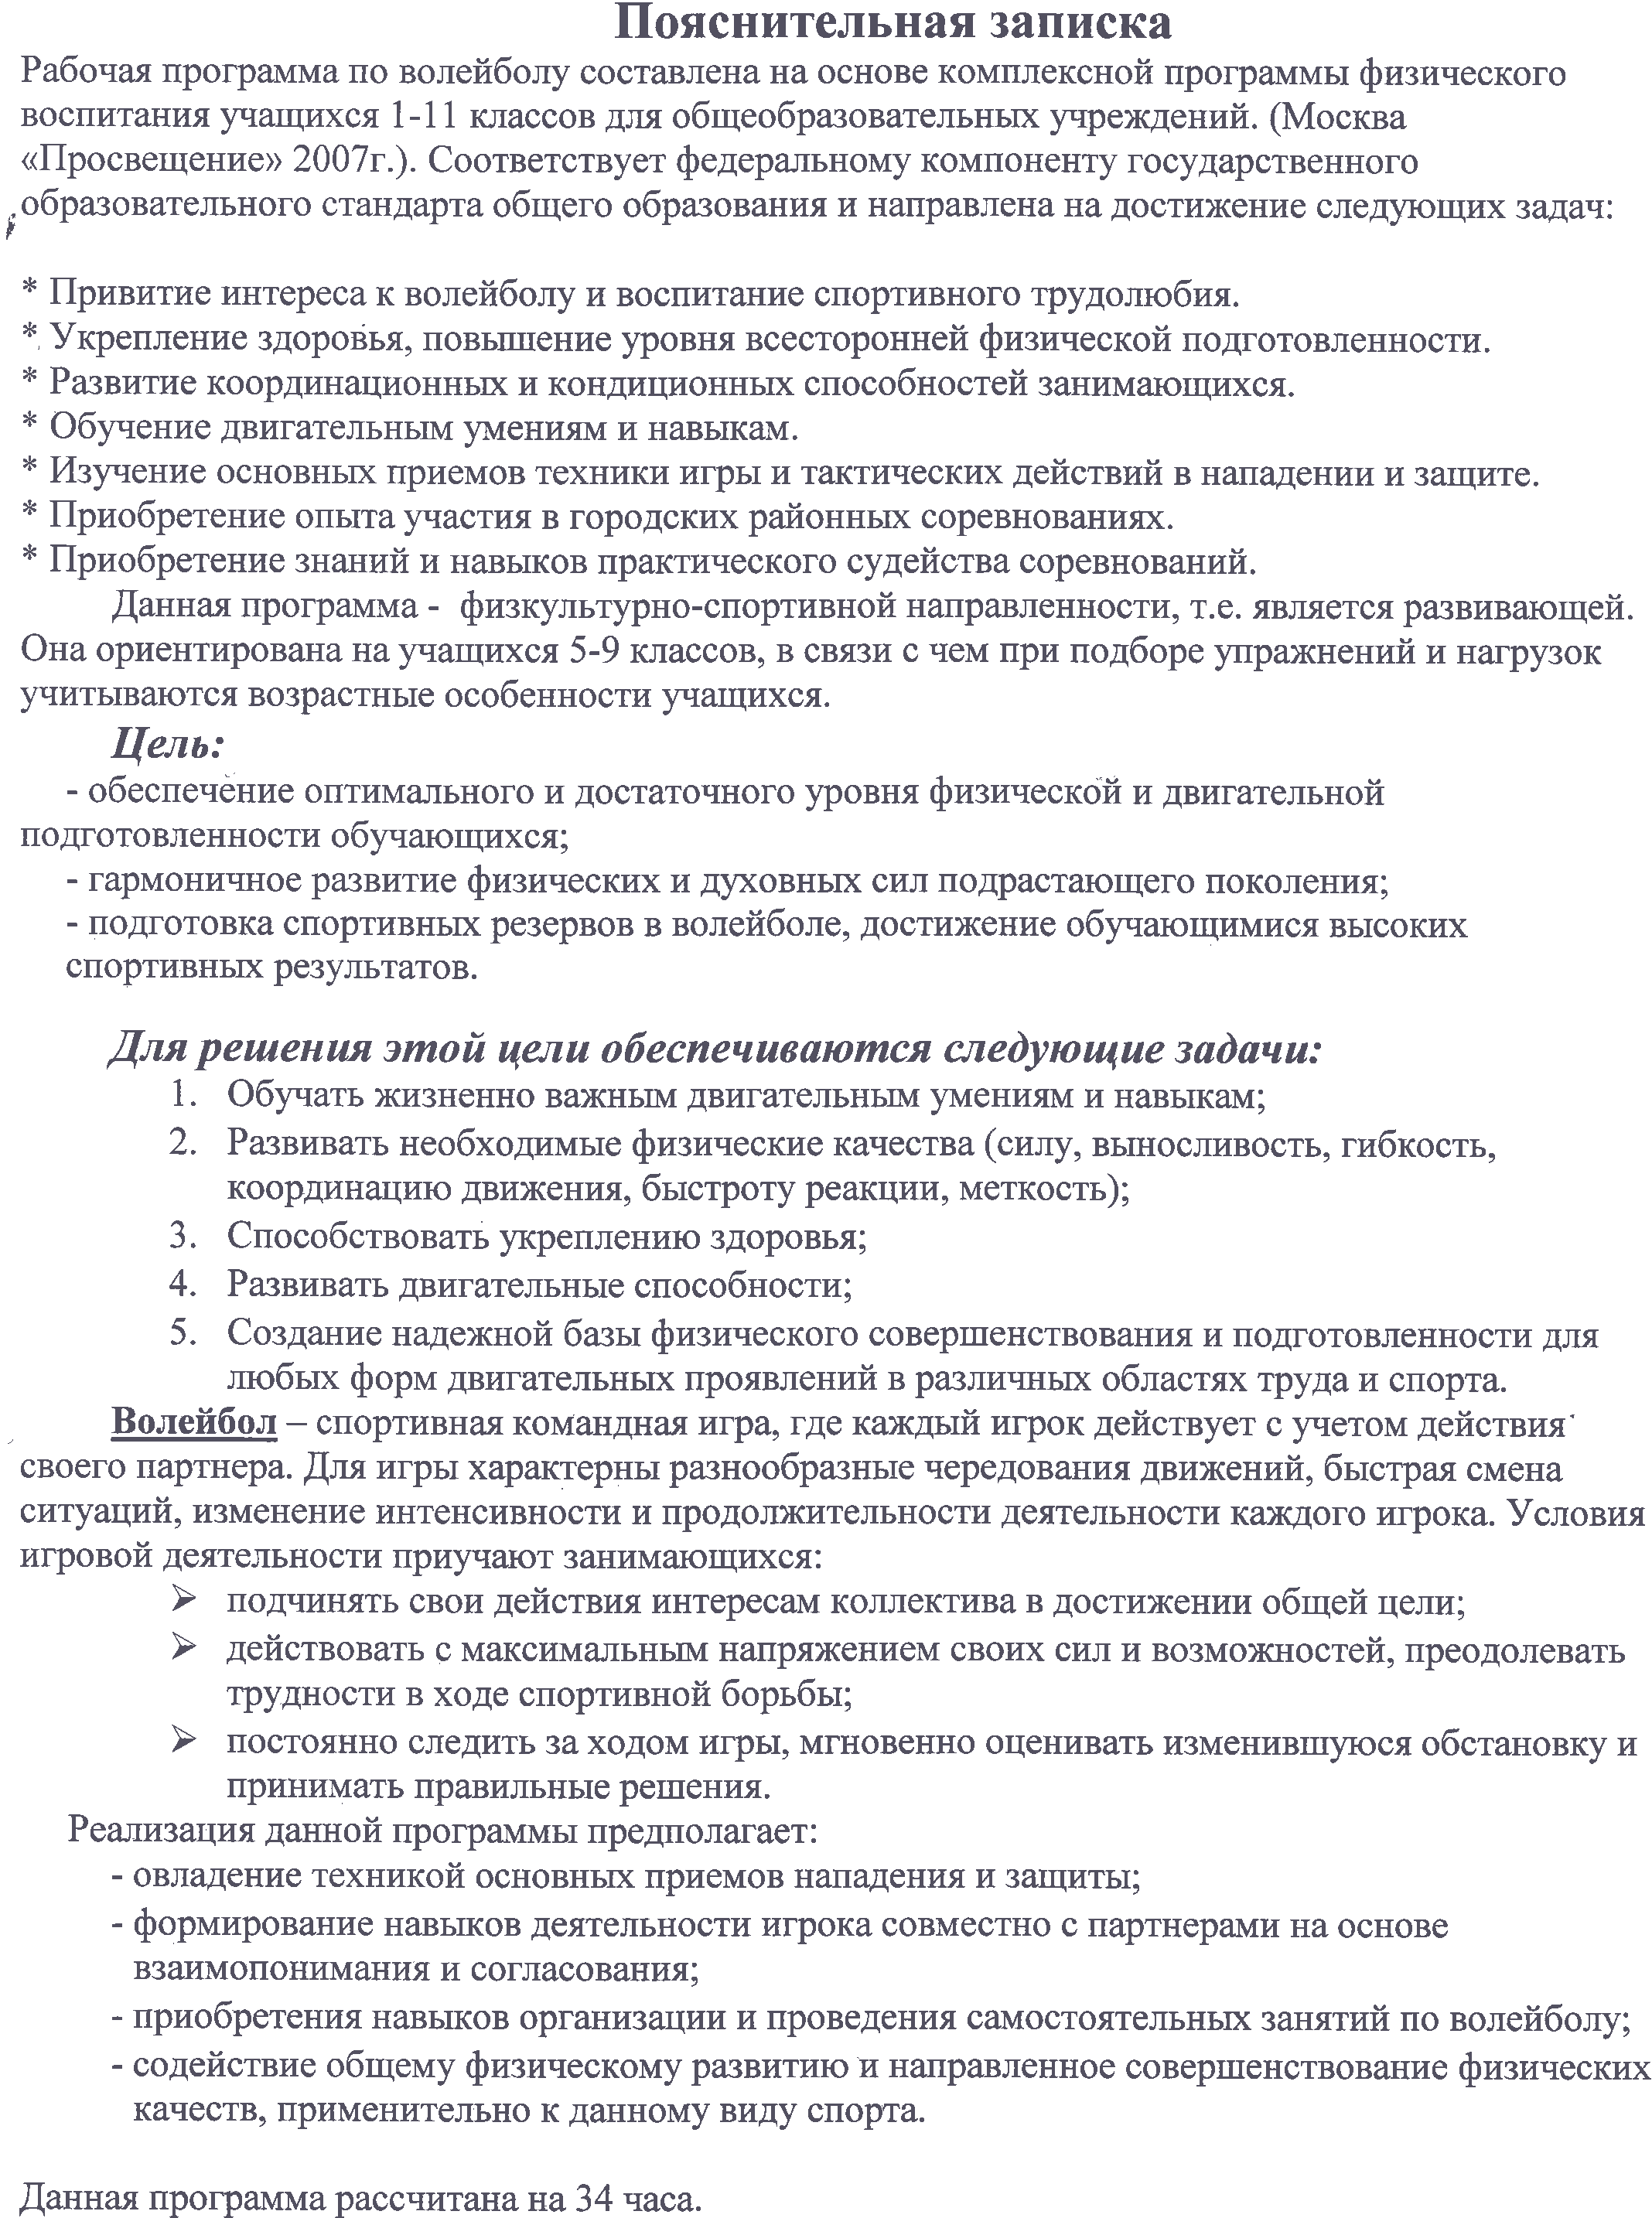 Пояснительная записка
Рабочая программа по волейболу составлена на основе комплексной программы физического
воспитания учащихся 1-11 классов для общеобразовательных учреждений. (Москва
«Просвещение» 2007г.). Соответствует федеральному компоненту государственного
образовательного стандарта общего образования и направлена на достижение следующих задач:
* Привитие интереса к волейболу и воспитание спортивного трудолюбия.
* Укрепление здоровья, повышение уровня всесторонней физической подготовленности.
* Развитие координационных и кондиционных способностей занимающихся.
* Обучение двигательным умениям и навыкам.
* Изучение основных приемов техники игры и тактических действий в нападении и защите.
* Приобретение опыта участия в городских районных соревнованиях.
* Приобретение знаний и навыков практического судейства соревнований.
Данная программа - физкультурно-спортивной направленности, т.е. является развивающей.
Она ориентирована на учащихся 5-9 классов, в связи с чем при подборе упражнений и нагрузок
учитываются возрастные особенности учащихся.
Цель:
- обеспечение оптимального и достаточного уровня физической и двигательной
подготовленности обучающихся;
- гармоничное развитие физических и духовных сил подрастающего поколения;
- подготовка спортивных резервов в волейболе, достижение обучающимися высоких
спортивных результатов.
Для решения этой цели обеспечиваются следующие задачи:
1. Обучать жизненно важным двигательным умениям и навыкам;
2. Развивать необходимые физические качества (силу, выносливость, гибкость,
координацию движения, быстроту реакции, меткость);
3. Способствовать укреплению здоровья;
4. Развивать двигательные способности;
5. Создание надежной базы физического совершенствования и подготовленности для
любых форм двигательных проявлений в различных областях труда и спорта.
Волейбол – спортивная командная игра, где каждый игрок действует с учетом действия
своего партнера. Для игры характерны разнообразные чередования движений, быстрая смена
ситуаций, изменение интенсивности и продолжительности деятельности каждого игрока. Условия
игровой деятельности приучают занимающихся:
➢ подчинять свои действия интересам коллектива в достижении общей цели;
➢ действовать с максимальным напряжением своих сил и возможностей, преодолевать
трудности в ходе спортивной борьбы;
➢ постоянно следить за ходом игры, мгновенно оценивать изменившуюся обстановку и
принимать правильные решения.
Реализация данной программы предполагает:
- овладение техникой основных приемов нападения и защиты;
- формирование навыков деятельности игрока совместно с партнерами на основе
взаимопонимания и согласования;
- приобретения навыков организации и проведения самостоятельных занятий по волейболу;
- содействие общему физическому развитию и направленное совершенствование физических
качеств, применительно к данному виду спорта.
Данная программа рассчитана на 34 часа.